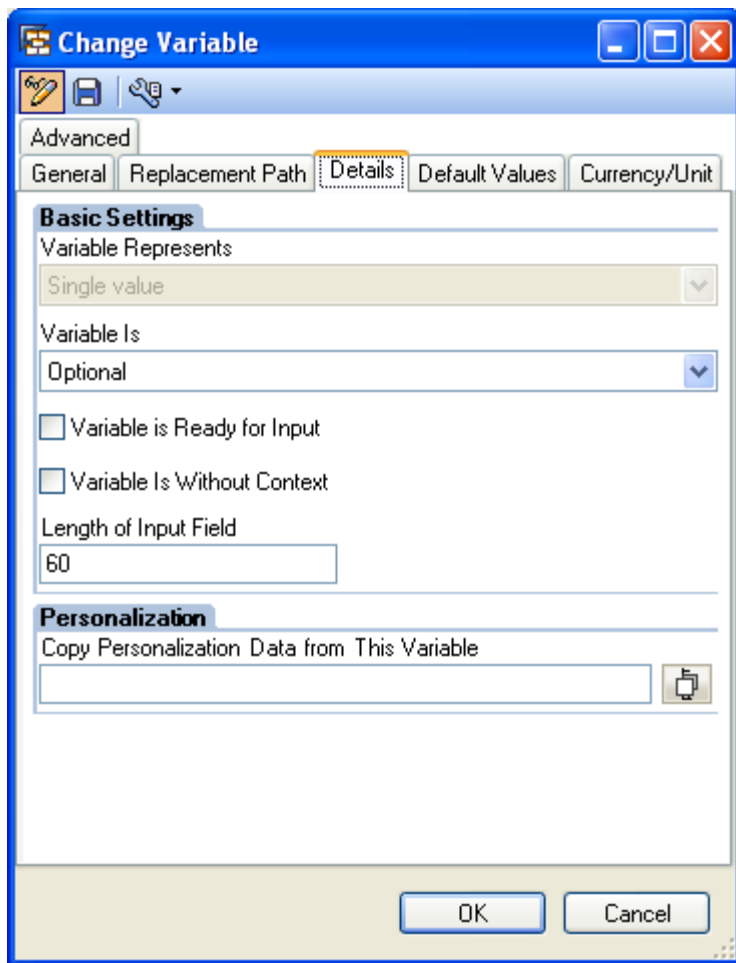 Change Variable
Advanced
General Replacement Path Details Default Values Currency/Unit
Basic Settings
Variable Represents
Single value
Variable Is
Optional
Variable is Ready for Input
Variable Is Without Context
Length of Input Field
60
Personalization
Copy Personalization Data from This Variable
OK Cancel